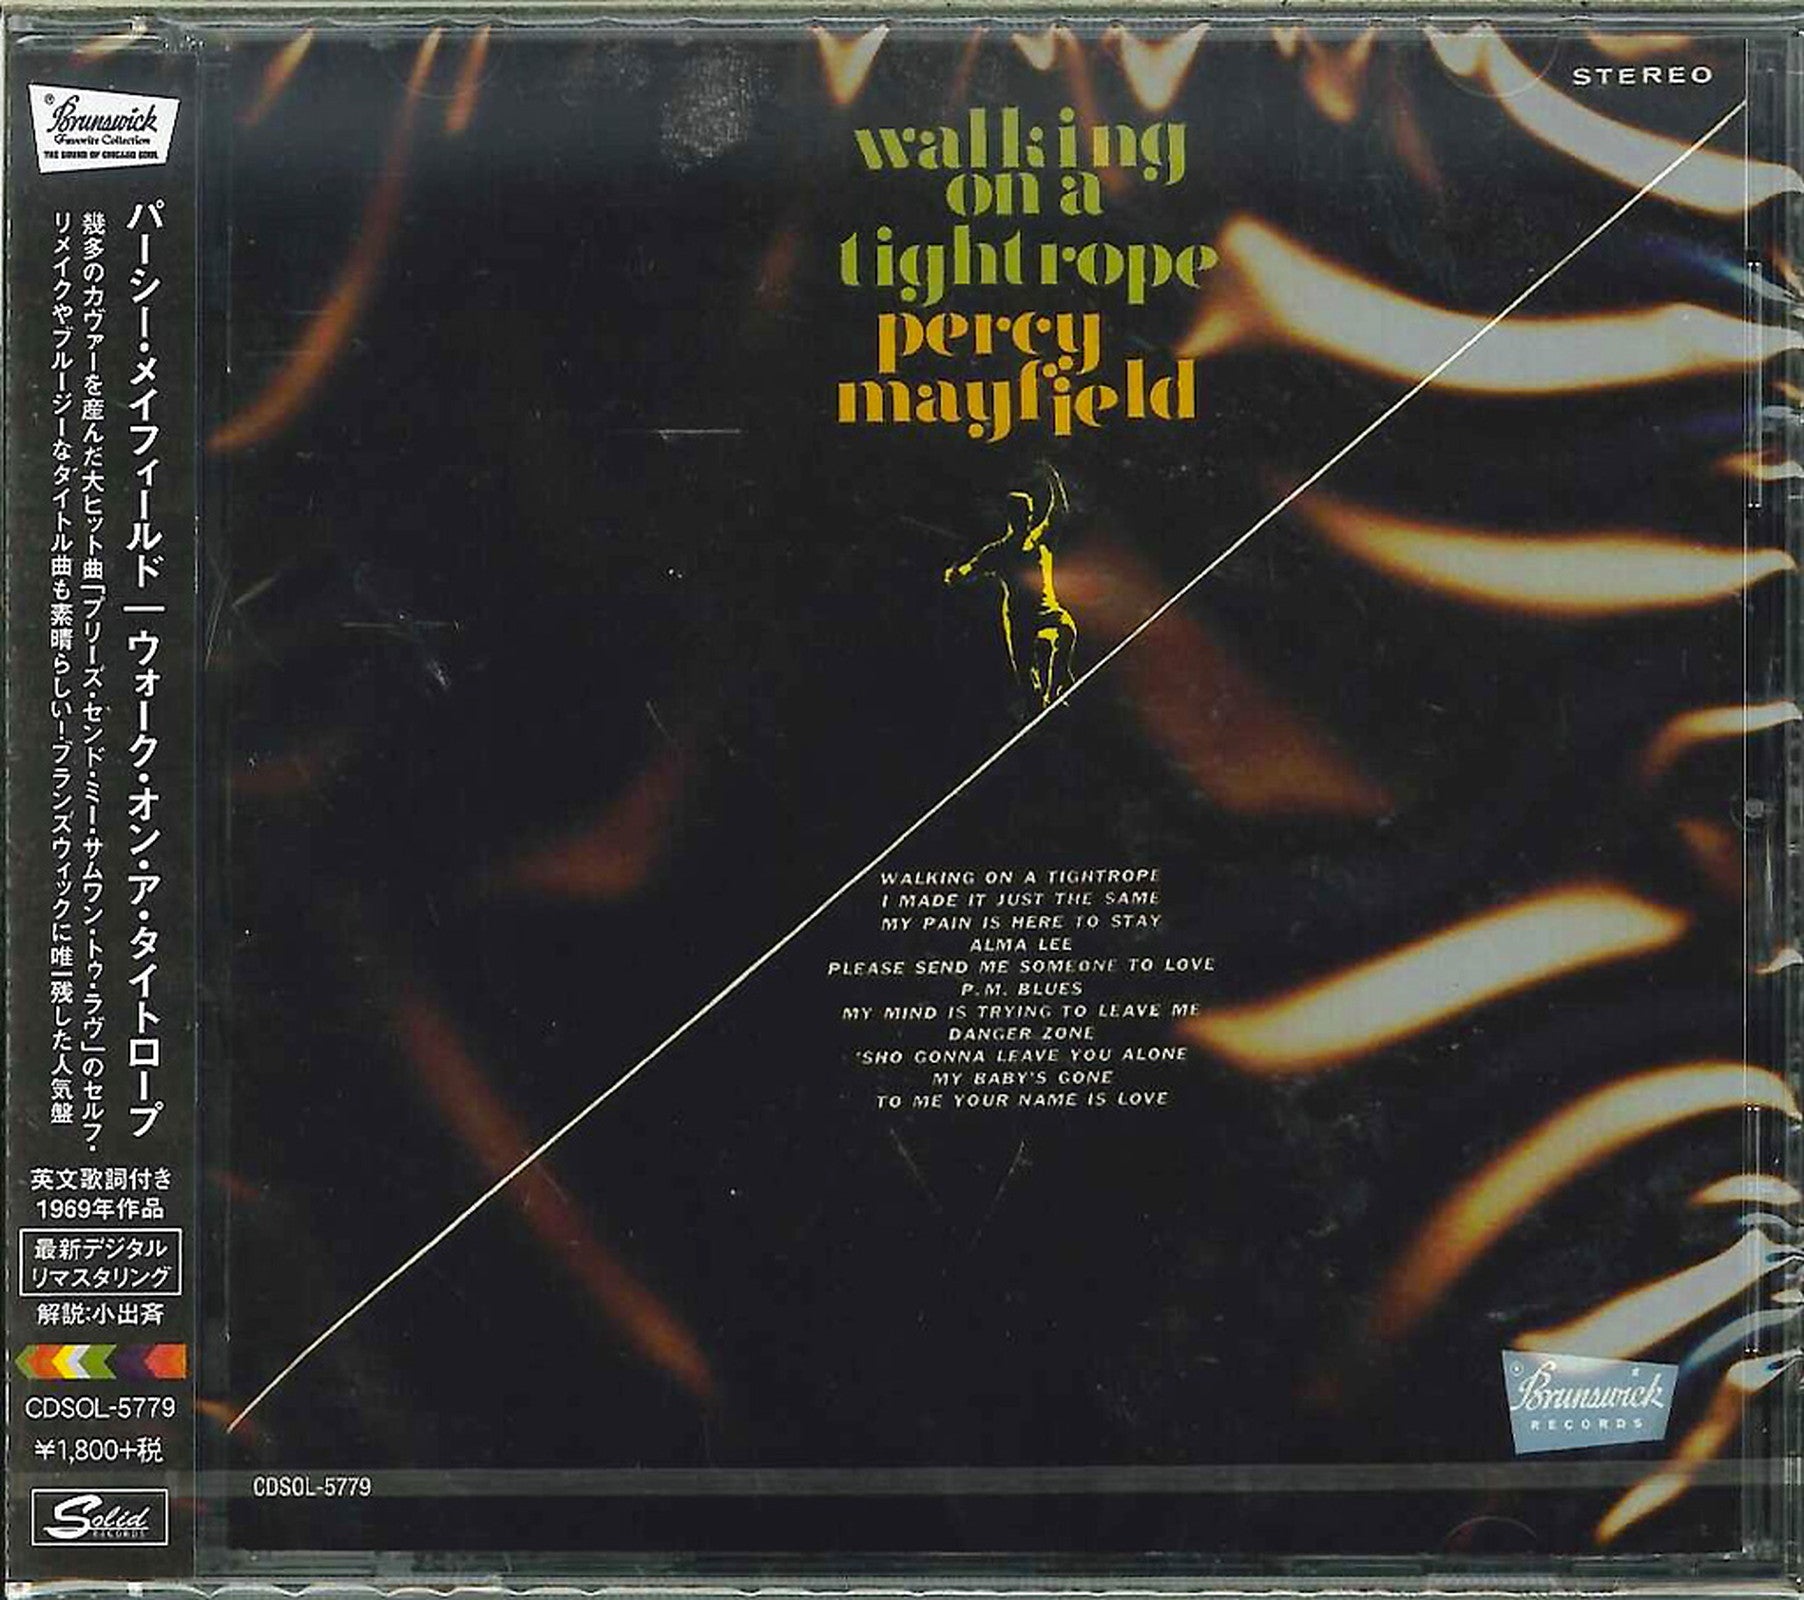 Brunswick
Favorite Collection
THE SOUND OF CHICAGO SOUL
パーシー・メイフィールド｜ウォーク・オン・ア・タイトロープ
幾多のカヴァーを産んだ大ヒット曲「プリーズ・センド・ミー・サムワン・トゥ・ラヴ」のセルフ・
リメイクやブルージーなタイトル曲も素晴らしい！ブランズウィックに唯一残した人気盤
英文歌詞付き
1969年作品
最新デジタル
リマスタリング
解説:小出斉
CDSOL-5779
¥1,800+税
Solid
RECORDS
STEREO
walking
on a
tightrope
percy
mayfield
WALKING ON A TIGHTROPE
I MADE IT JUST THE SAME
MY PAIN IS HERE TO STAY
ALMA LEE
PLEASE SEND ME SOMEONE TO LOVE
P.M. BLUES
MY MIND IS TRYING TO LEAVE ME
DANGER ZONE
'SHO GONNA LEAVE YOU ALONE
MY BABY'S GONE
TO ME YOUR NAME IS LOVE
Brunswick
RECORDS
CDSOL-5779